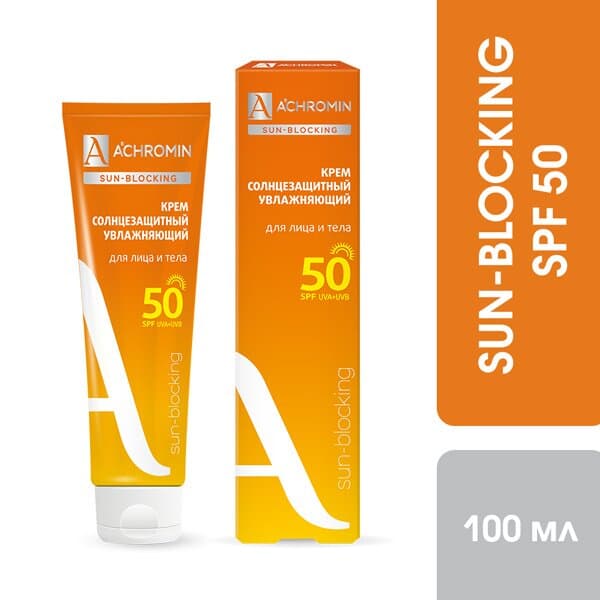 A ACHROMIN
SUN-BLOCKING
КРЕМ
СОЛНЦЕЗАЩИТНЫЙ
УВЛАЖНЯЮЩИЙ
для лица и тела
50
SPF UVA+UVB
sun-blocking
ACHROMIN
A ACHROMIN
SUN-BLOCKING
КРЕМ
СОЛНЦЕЗАЩИТНЫЙ
УВЛАЖНЯЮЩИЙ
для лица и тела
50
SPF UVA+UVB
sun-blocking
SUN-BLOCKING
SPF 50
100 мл